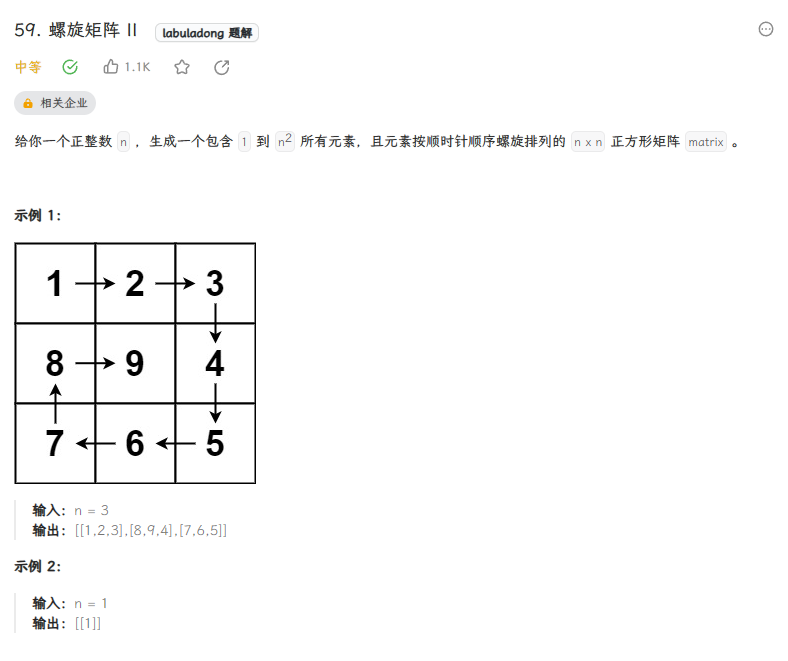 59. 螺旋矩阵 II labuladong 题解
中等 1.1K
相关企业
给你一个正整数 n ，生成一个包含 1 到 n² 所有元素，且元素按顺时针顺序螺旋排列的 n x n 正方形矩阵 matrix 。
示例 1：
1 2 3
8 9 4
7 6 5
输入：n = 3
输出：[[1,2,3],[8,9,4],[7,6,5]]
示例 2：
输入：n = 1
输出：[[1]]